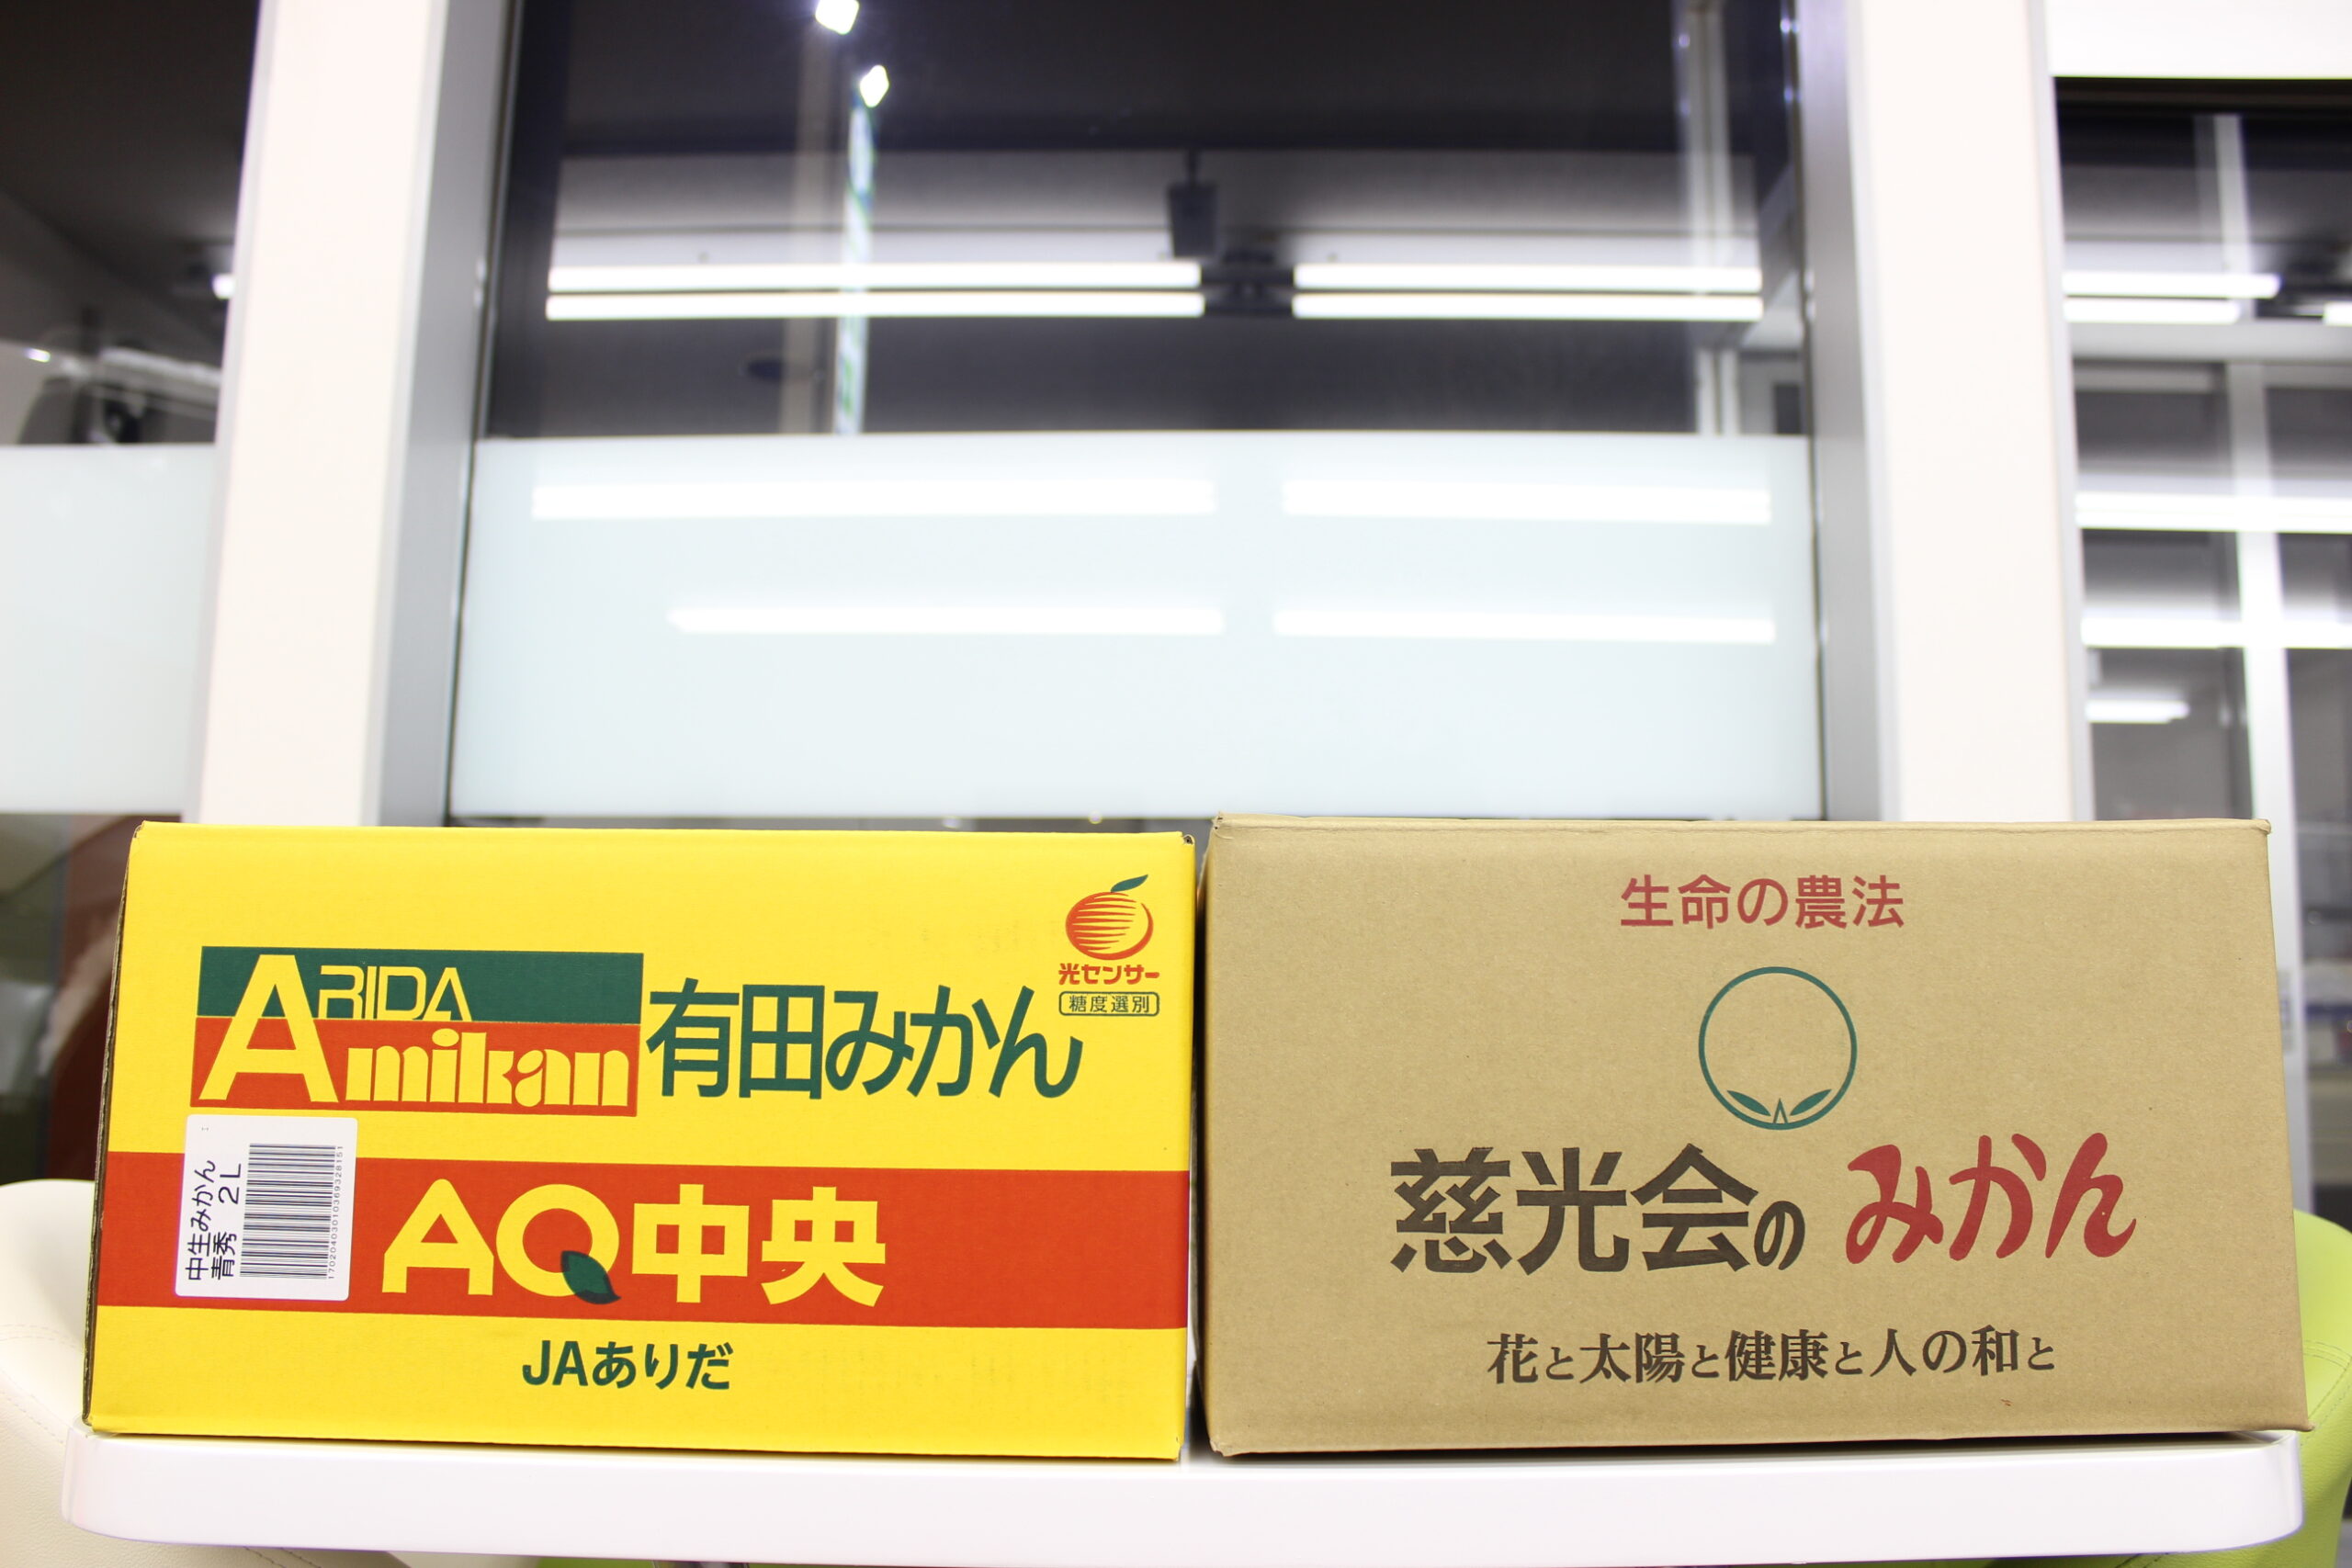 光センサー
糖度選別
ARIDA
mikan
有田みかん
中生みかん
青秀 2L
AQ中央
JAありだ
生命の農法
慈光会のみかん
花と太陽と健康と人の和と